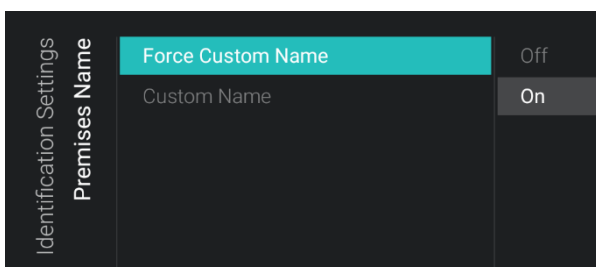 Identification Settings
Premises Name
Force Custom Name
Custom Name
Off
On